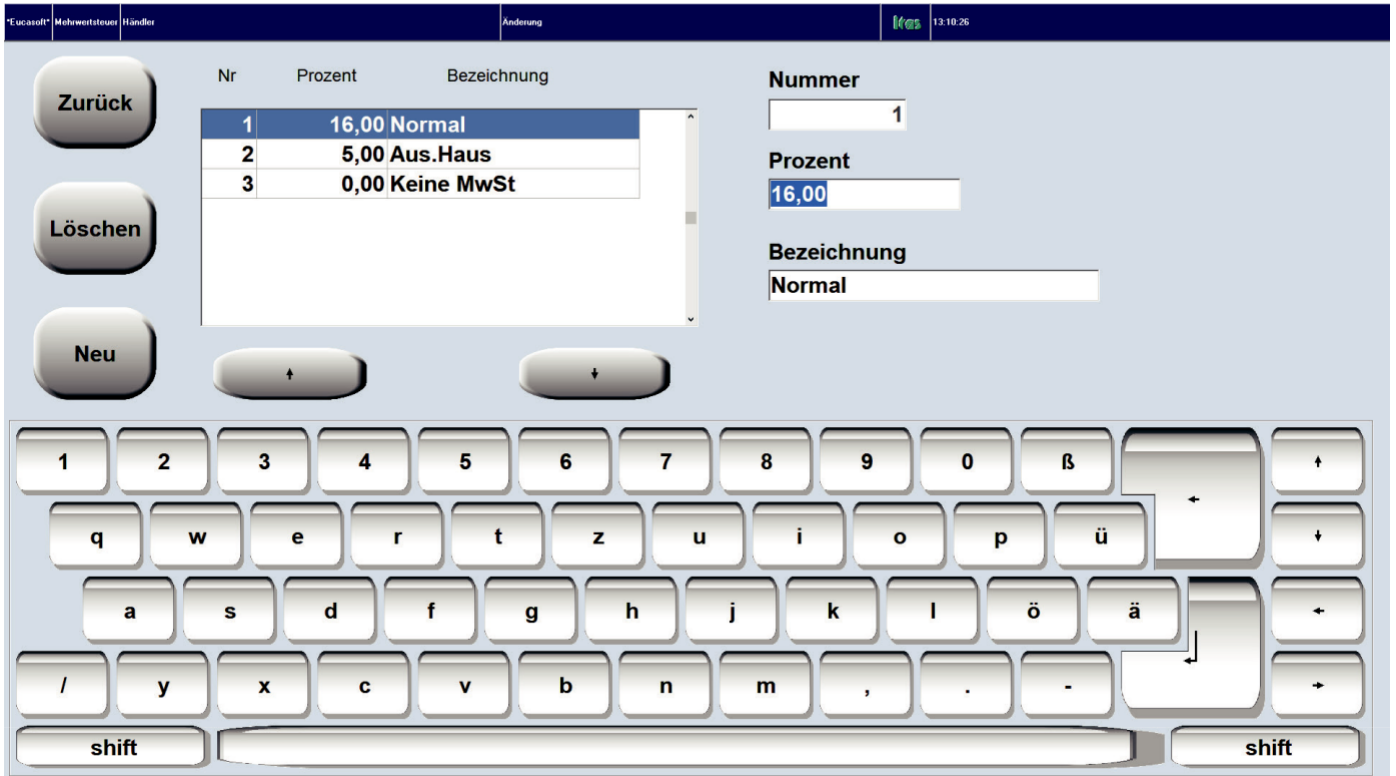 *Eucasoft* Mehrwertsteuer Händler Änderung Itas 13:10:26
Zurück
Löschen
Neu
Nr Prozent Bezeichnung
1 16,00 Normal
2 5,00 Aus.Haus
3 0,00 Keine MwSt
Nummer
1
Prozent
16,00
Bezeichnung
Normal
1 2 3 4 5 6 7 8 9 0 ß
q w e r t z u i o p ü
a s d f g h j k l ö ä
/ y x c v b n m , . -
shift shift